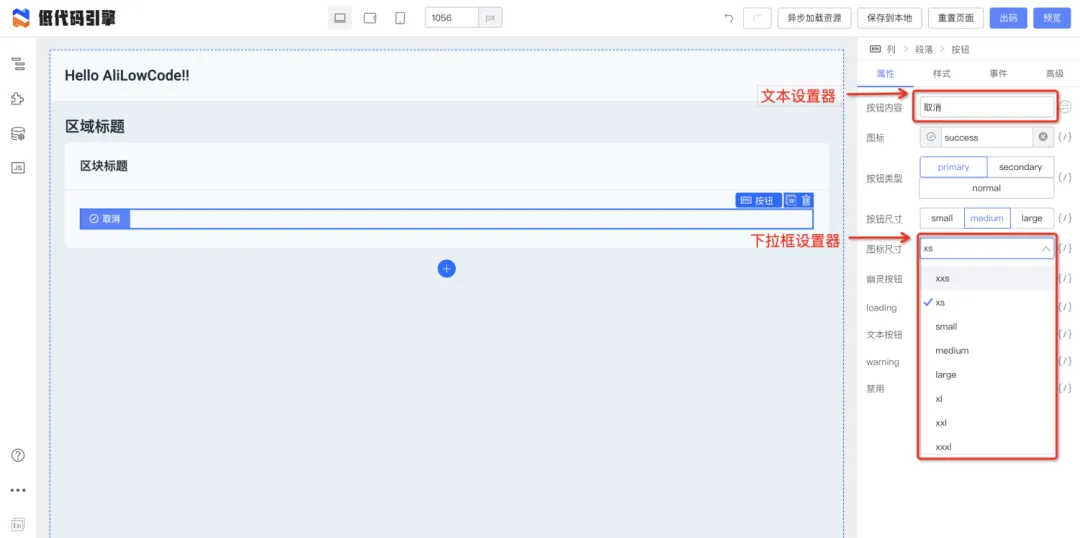 低代码引擎
1056 px
异步加载资源 保存到本地 重置页面 出码 预览
列 > 段落 > 按钮
属性 样式 事件 高级
Hello AliLowCode!!
区域标题
区块标题
按钮
取消
文本设置器
下拉框设置器
按钮内容 取消
图标 success {/}
按钮类型 primary secondary {/}
normal
按钮尺寸 small medium large {/}
图标尺寸 xs {/}
幽灵按钮 {/}
loading {/}
文本按钮 {/}
warning {/}
禁用 {/}
xxs
xs
small
medium
large
xl
xxl
xxxl
JS
En